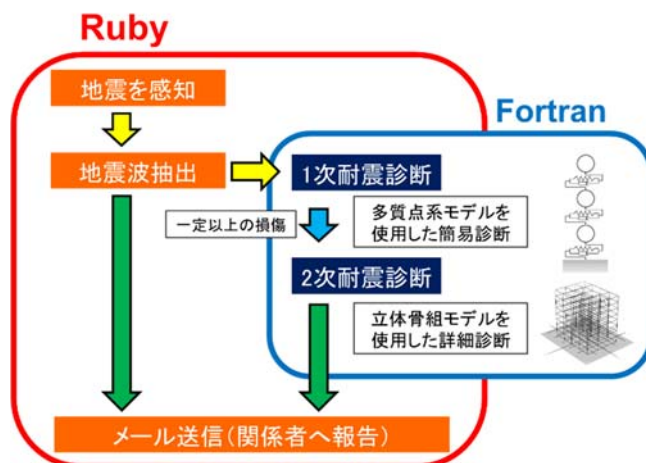 Ruby
地震を感知
Fortran
地震波抽出
1次耐震診断
一定以上の損傷
多質点系モデルを
使用した簡易診断
2次耐震診断
立体骨組モデルを
使用した詳細診断
メール送信(関係者へ報告)